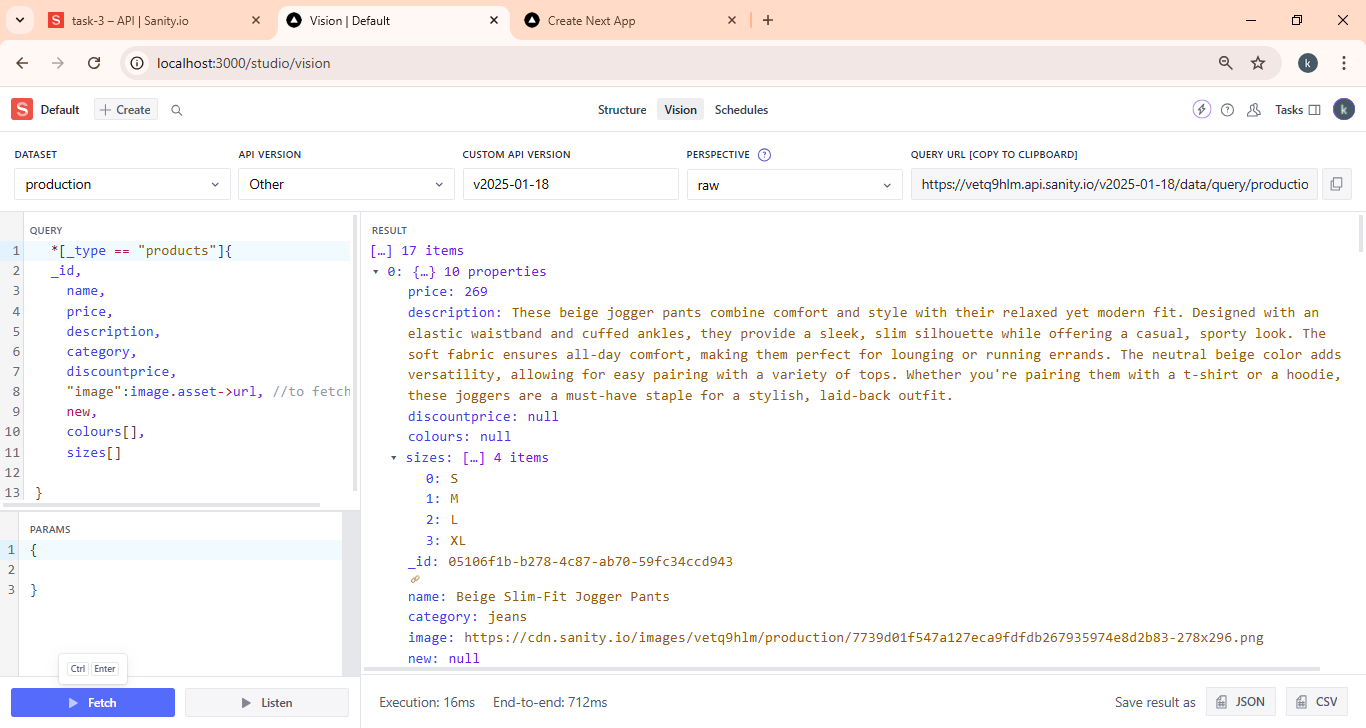 task-3 – API | Sanity.io
Vision | Default
Create Next App
localhost:3000/studio/vision
k
S Default
Create
Structure
Vision
Schedules
Tasks
k
DATASET
API VERSION
CUSTOM API VERSION
PERSPECTIVE
QUERY URL [COPY TO CLIPBOARD]
production
Other
v2025-01-18
raw
https://vetq9hlm.api.sanity.io/v2025-01-18/data/query/productio
QUERY
1 *[_type == "products"]{
2 _id,
3 name,
4 price,
5 description,
6 category,
7 discountprice,
8 "image":image.asset->url, //to fetch
9 new,
10 colours[],
11 sizes[]
12
13 }
PARAMS
1 {
2
3 }
Ctrl Enter
Fetch
Listen
RESULT
[…] 17 items
0: {…} 10 properties
price: 269
description: These beige jogger pants combine comfort and style with their relaxed yet modern fit. Designed with an
elastic waistband and cuffed ankles, they provide a sleek, slim silhouette while offering a casual, sporty look. The
soft fabric ensures all-day comfort, making them perfect for lounging or running errands. The neutral beige color adds
versatility, allowing for easy pairing with a variety of tops. Whether you're pairing them with a t-shirt or a hoodie,
these joggers are a must-have staple for a stylish, laid-back outfit.
discountprice: null
colours: null
sizes: […] 4 items
0: S
1: M
2: L
3: XL
_id: 05106f1b-b278-4c87-ab70-59fc34ccd943
name: Beige Slim-Fit Jogger Pants
category: jeans
image: https://cdn.sanity.io/images/vetq9hlm/production/7739d01f547a127eca9fdfdb267935974e8d2b83-278x296.png
new: null
Execution: 16ms
End-to-end: 712ms
Save result as
JSON
CSV